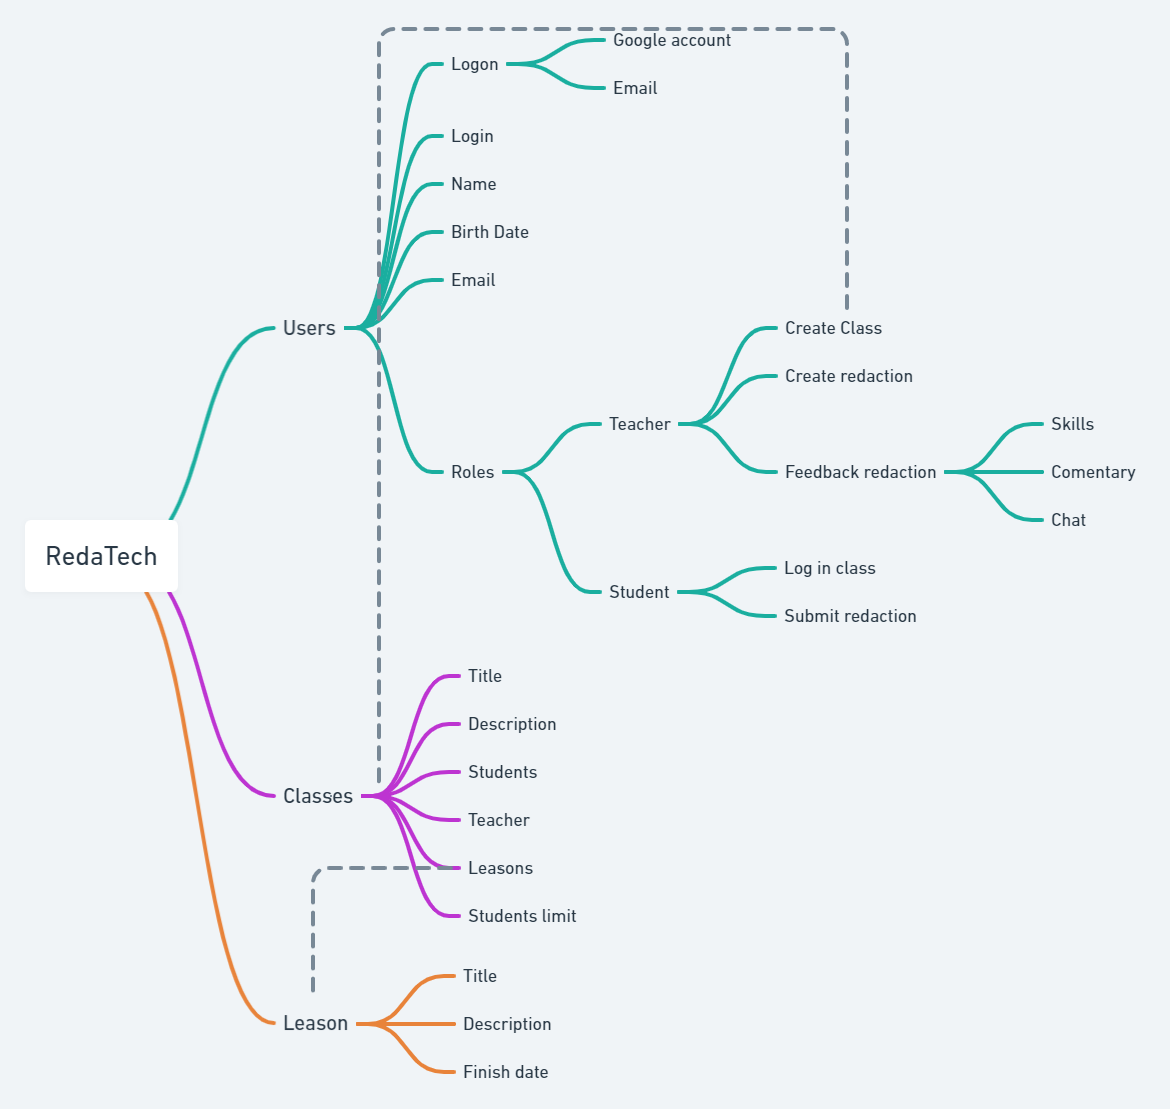 RedaTech
Users
Logon
Google account
Email
Login
Name
Birth Date
Email
Roles
Teacher
Create Class
Create redaction
Feedback redaction
Skills
Comentary
Chat
Student
Log in class
Submit redaction
Classes
Title
Description
Students
Teacher
Leasons
Students limit
Leason
Title
Description
Finish date